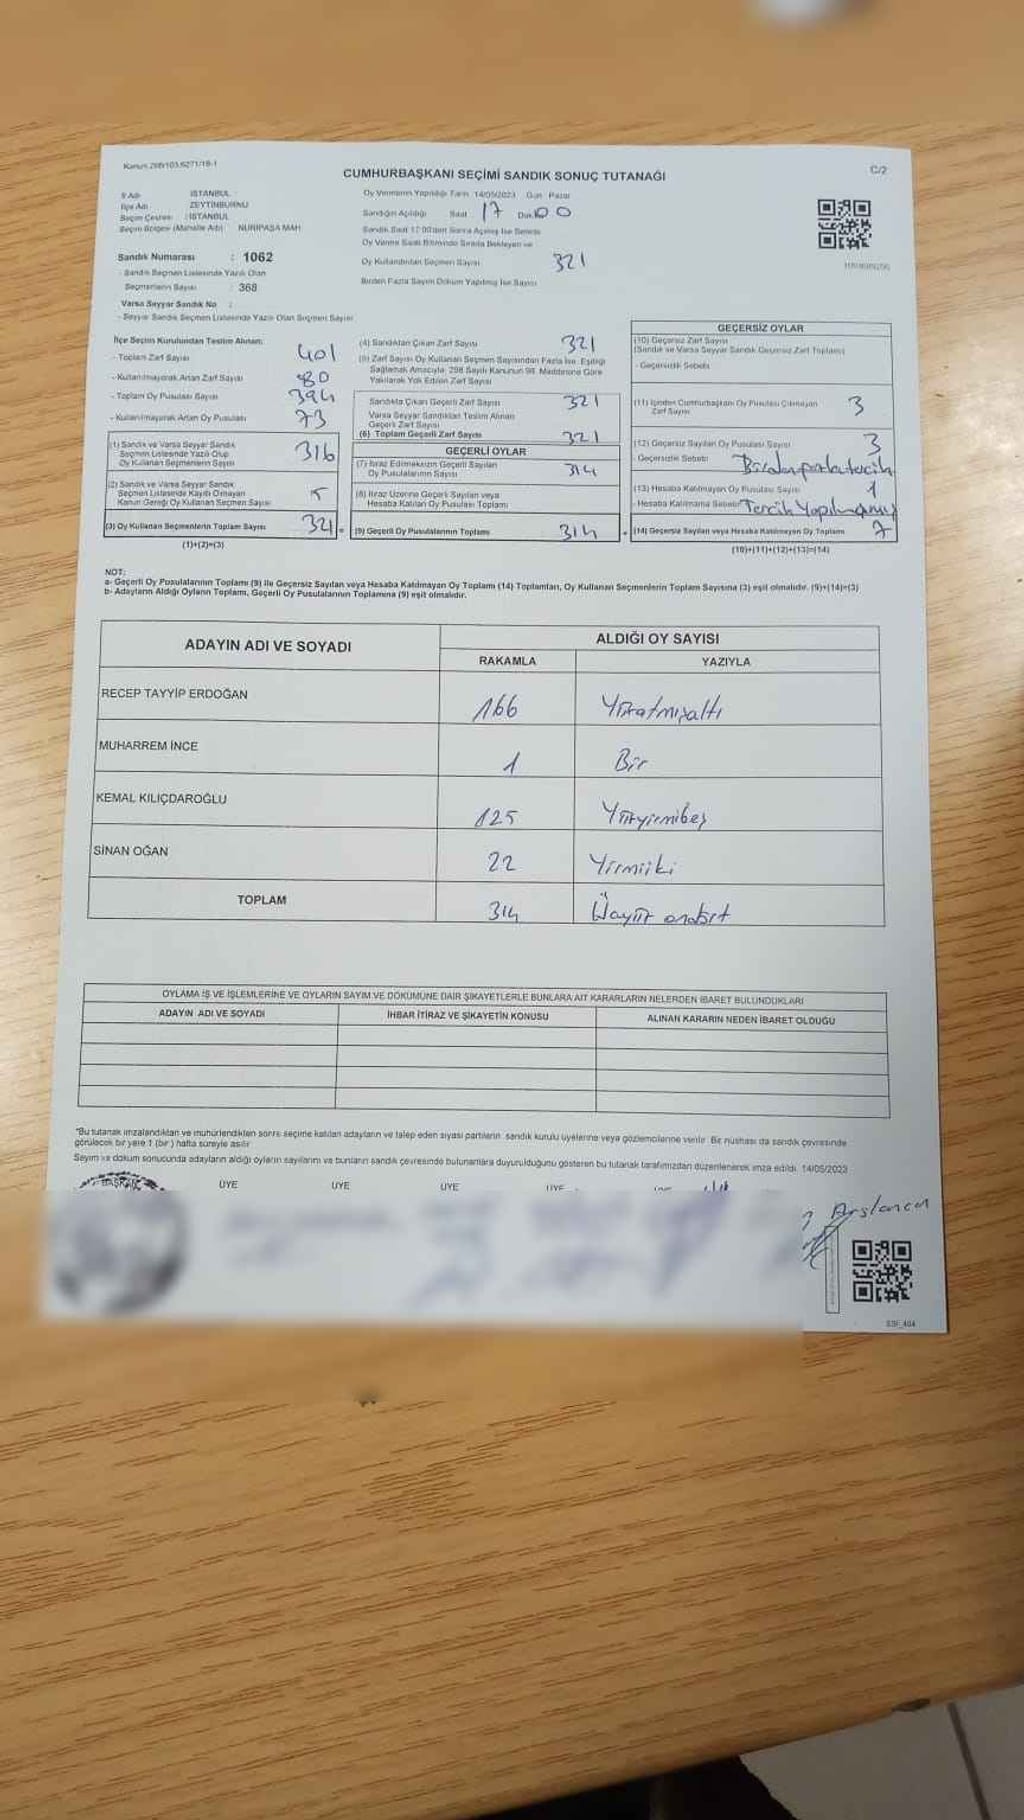 Kanun 298/103,6271/18-1
CUMHURBAŞKANI SEÇİMİ SANDIK SONUÇ TUTANAĞI
C/2
İl Adı : İSTANBUL
İlçe Adı : ZEYTİNBURNU
Seçim Çevresi : İSTANBUL
Seçim Bölgesi (Mahalle Adı) : NURİPAŞA MAH.
Sandık Numarası : 1062
- Sandık Seçmen Listesinde Yazılı Olan
Seçmenlerin Sayısı : 368
Varsa Seyyar Sandık No :
- Seyyar Sandık Seçmen Listesinde Yazılı Olan Seçmen Sayısı
Oy Vermenin Yapıldığı Tarih 14/05/2023 Gün Pazar
Sandığın Açıldığı Saat 17 Dak. 00
Sandık Saat 17.00'den Sonra Açılmış İse Sebebi
Oy Verme Saati Bitiminde Sırada Bekleyen ve
Oy Kullandırılan Seçmen Sayısı 321
Birden Fazla Sayım Döküm Yapılmış İse Sayısı
İlçe Seçim Kurulundan Teslim Alınan:
- Toplam Zarf Sayısı 401
- Kullanılmayarak Artan Zarf Sayısı 80
- Toplam Oy Pusulası Sayısı 394
- Kullanılmayarak Artan Oy Pusulası 73
(1) Sandık ve Varsa Seyyar Sandık
Seçmen Listesinde Yazılı Olup
Oy Kullanan Seçmenlerin Sayısı 316
(2) Sandık ve Varsa Seyyar Sandık
Seçmen Listesinde Kayıtlı Olmayan
Kanun Gereği Oy Kullanan Seçmen Sayısı 5
(3) Oy Kullanan Seçmenlerin Toplam Sayısı 321 =
(1)+(2)=(3)
(4) Sandıktan Çıkan Zarf Sayısı 321
(5) Zarf Sayısı Oy Kullanan Seçmen Sayısından Fazla İse, Eşitliği
Sağlamak Amacıyla, 298 Sayılı Kanunun 98. Maddesine Göre
Yakılarak Yok Edilen Zarf Sayısı
Sandıkta Çıkan Geçerli Zarf Sayısı 321
Varsa Seyyar Sandıktan Teslim Alınan
Geçerli Zarf Sayısı
(6) Toplam Geçerli Zarf Sayısı 321
GEÇERLİ OYLAR
(7) İtiraz Edilmeksizin Geçerli Sayılan
Oy Pusulalarının Sayısı 314
(8) İtiraz Üzerine Geçerli Sayılan veya
Hesaba Katılan Oy Pusulası Toplamı
(9) Geçerli Oy Pusulalarının Toplamı 314 +
GEÇERSİZ OYLAR
(10) Geçersiz Zarf Sayısı
(Sandık ve Varsa Seyyar Sandık Geçersiz Zarf Toplamı)
- Geçersizlik Sebebi
(11) İçinden Cumhurbaşkanı Oy Pusulası Çıkmayan
Zarf Sayısı 3
(12) Geçersiz Sayılan Oy Pusulası Sayısı 3
- Geçersizlik Sebebi Birden fazla tercih
(13) Hesaba Katılmayan Oy Pusulası Sayısı 1
- Hesaba Katılmama Sebebi Tercih Yapılmamış
(14) Geçersiz Sayılan veya Hesaba Katılmayan Oy Toplamı 7
(10)+(11)+(12)+(13)=(14)
NOT:
a- Geçerli Oy Pusulalarının Toplamı (9) ile Geçersiz Sayılan veya Hesaba Katılmayan Oy Toplamı (14) Toplamları, Oy Kullanan Seçmenlerin Toplam Sayısına (3) eşit olmalıdır. (9)+(14)=(3)
b- Adayların Aldığı Oyların Toplamı, Geçerli Oy Pusulalarının Toplamına (9) eşit olmalıdır.
ADAYIN ADI VE SOYADI
ALDIĞI OY SAYISI
RAKAMLA YAZIYLA
RECEP TAYYİP ERDOĞAN 166 Yüzatmışaltı
MUHARREM İNCE 1 Bir
KEMAL KILIÇDAROĞLU 125 Yüzyirmibeş
SİNAN OĞAN 22 Yirmiiki
TOPLAM 314 Üçyüz ondört
OYLAMA İŞ VE İŞLEMLERİNE VE OYLARIN SAYIM VE DÖKÜMÜNE DAİR ŞİKAYETLERLE BUNLARA AİT KARARLARIN NELERDEN İBARET BULUNDUKLARI
ADAYIN ADI VE SOYADI İHBAR İTİRAZ VE ŞİKAYETİN KONUSU ALINAN KARARIN NEDEN İBARET OLDUĞU
*Bu tutanak imzalandıktan ve mühürlendikten sonra seçime katılan adayların ve talep eden siyasi partilerin sandık kurulu üyelerine veya gözlemcilerine verilir. Bir nüshası da sandık çevresinde
görülecek bir yere 1 (bir) hafta süreyle asılır.
Sayım ve döküm sonucunda adayların aldığı oyların sayılarını ve bunların sandık çevresinde bulunanlara duyurulduğunu gösteren bu tutanak tarafımızdan düzenlenerek imza edildi. 14/05/2023
BAŞKAN ÜYE ÜYE ÜYE ÜYE
Arslancan
SSF_404